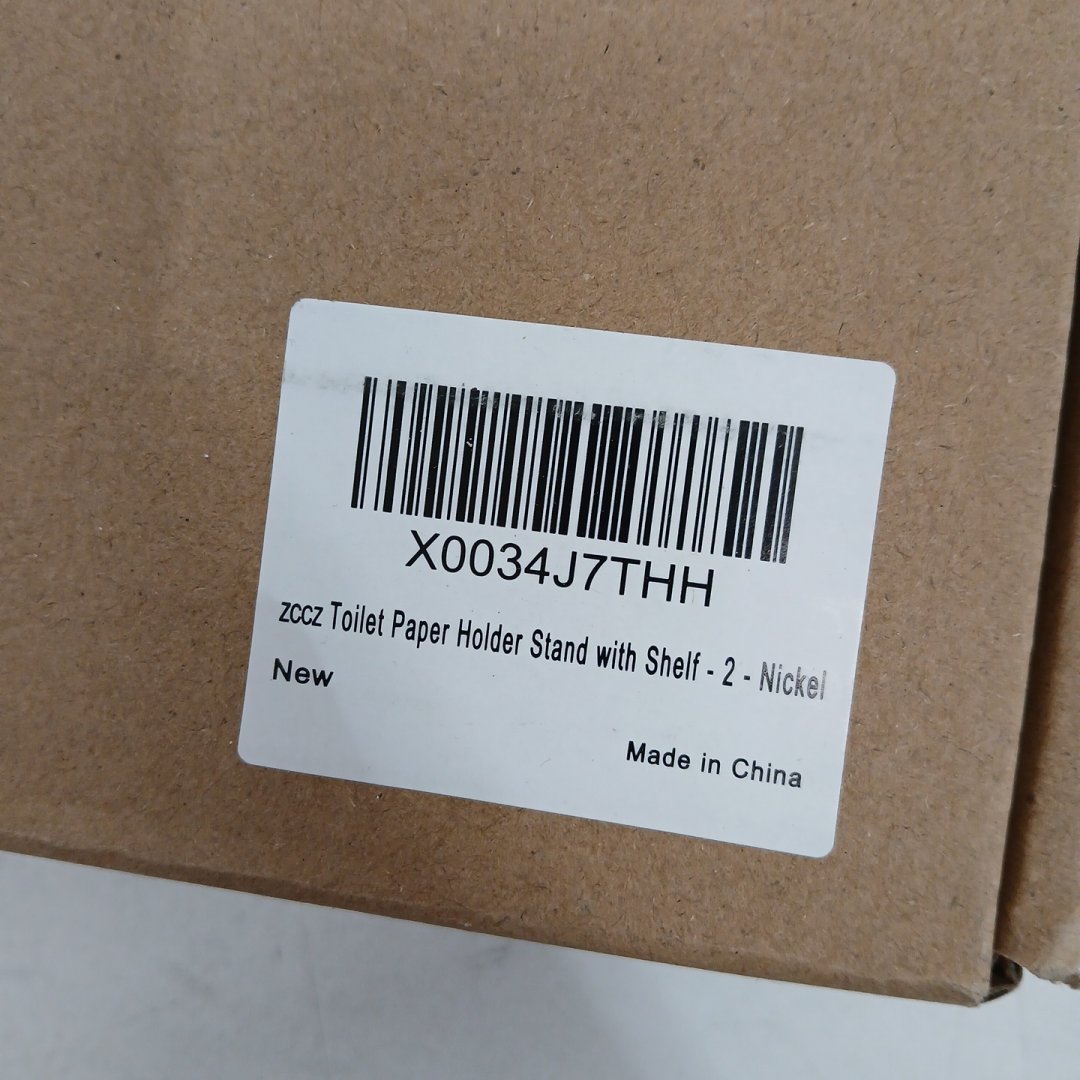 X0034J7THH
zccz Toilet Paper Holder Stand with Shelf - 2 - Nickel
New
Made in China